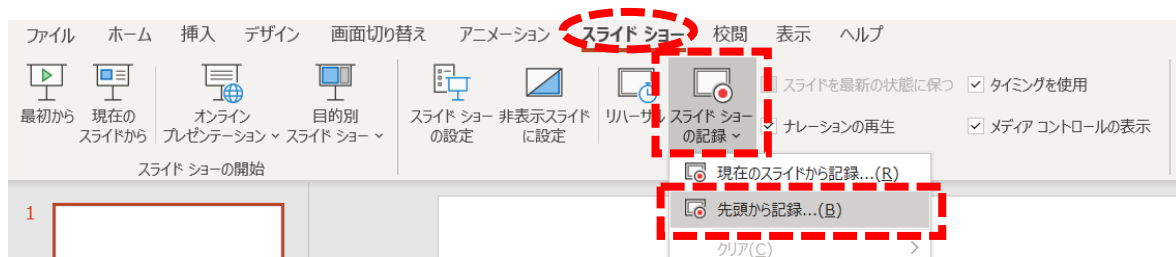 ファイル ホーム 挿入 デザイン 画面切り替え アニメーション スライド ショー 校閲 表示 ヘルプ
最初から
現在の
スライドから
オンライン
プレゼンテーション
目的別
スライド ショー
スライド ショー
の設定
非表示スライド
に設定
リハーサル
スライド ショー
の記録
スライドを最新の状態に保つ
タイミングを使用
ナレーションの再生
メディア コントロールの表示
スライド ショーの開始
現在のスライドから記録...(R)
先頭から記録...(B)
クリア(C)
1